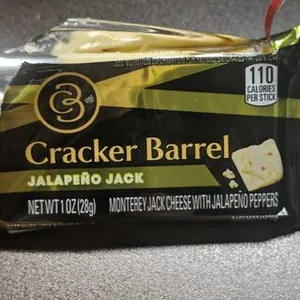 110
CALORIES
PER STICK
Cracker Barrel
JALAPEÑO JACK
NET WT 1 OZ (28g) MONTEREY JACK CHEESE WITH JALAPEÑO PEPPERS